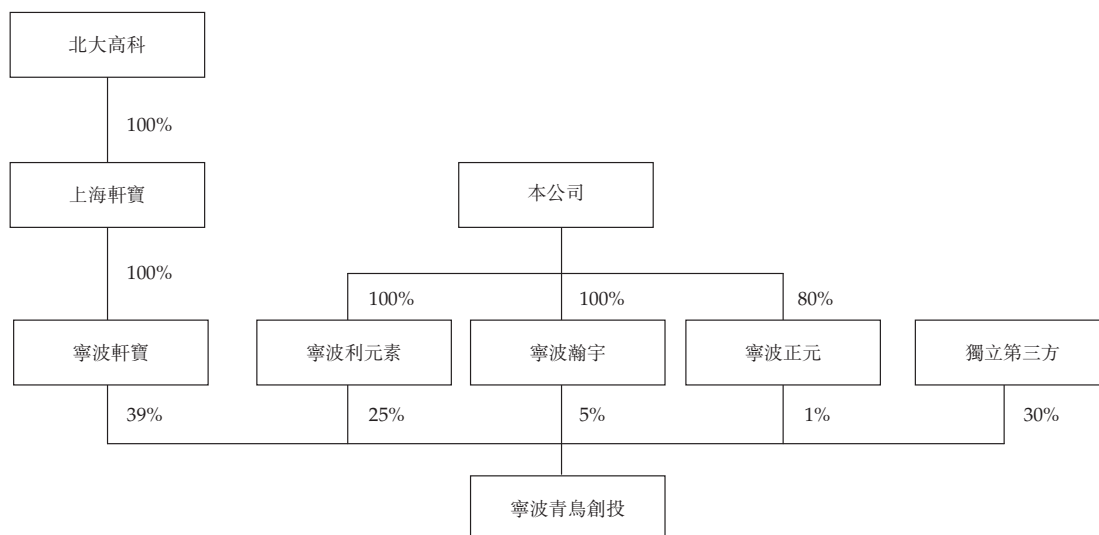 北大高科
100%
上海軒寶
本公司
100%
100%
100%
80%
寧波軒寶
寧波利元素
寧波瀚宇
寧波正元
獨立第三方
39%
25%
5%
1%
30%
寧波青鳥創投